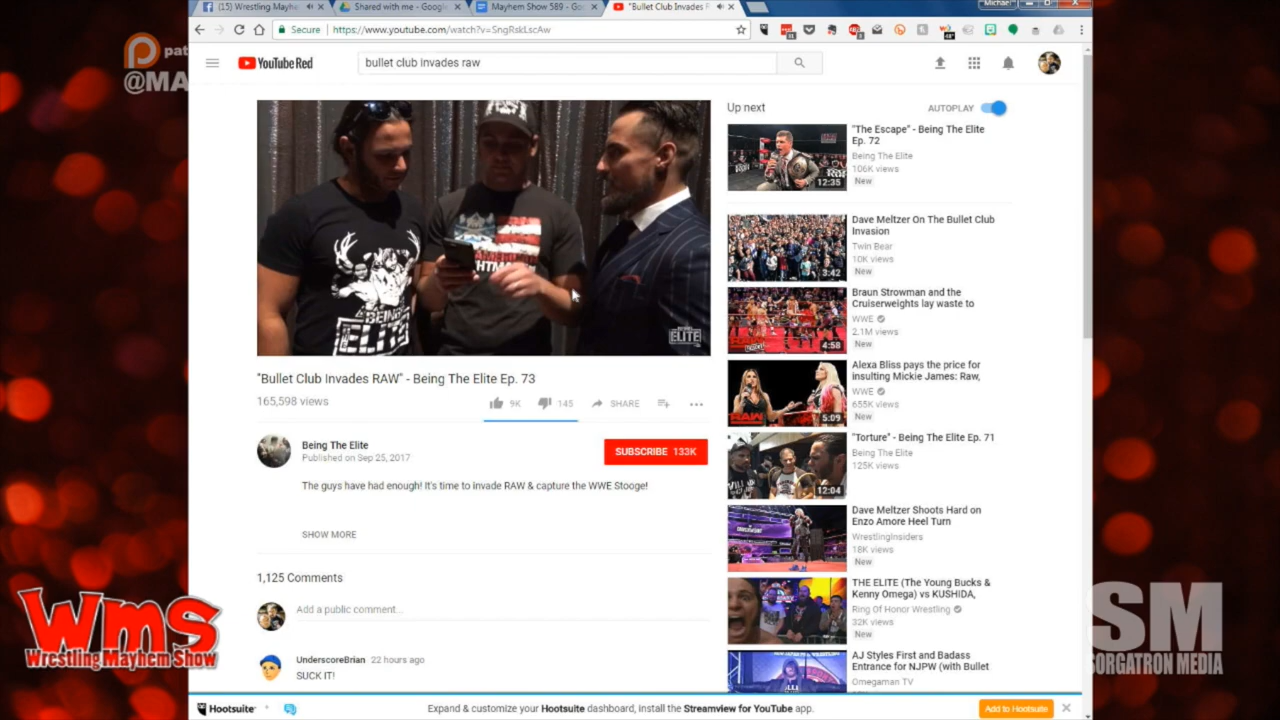 (15) Wrestling Mayhe
Shared with me - Google
Mayhem Show 589 - Goo
"Bullet Club Invades R
Michael
Secure
https://www.youtube.com/watch?v=SngRskLscAw
pat
@MA
YouTube Red
bullet club invades raw
Up next
AUTOPLAY
"The Escape" - Being The Elite
Ep. 72
Being The Elite
106K views
New
12:35
Dave Meltzer On The Bullet Club
Invasion
Twin Bear
10K views
New
3:42
Braun Strowman and the
Cruiserweights lay waste to
WWE
2.1M views
New
4:58
Alexa Bliss pays the price for
insulting Mickie James: Raw,
WWE
655K views
New
5:09
"Torture" - Being The Elite Ep. 71
Being The Elite
125K views
12:04
Dave Meltzer Shoots Hard on
Enzo Amore Heel Turn
WrestlingInsiders
18K views
New
THE ELITE (The Young Bucks &
Kenny Omega) vs KUSHIDA,
Ring Of Honor Wrestling
32K views
New
AJ Styles First and Badass
Entrance for NJPW (with Bullet
Omegaman TV
BEING
ELITE
ELITE
"Bullet Club Invades RAW" - Being The Elite Ep. 73
165,598 views
9K
145
SHARE
Being The Elite
Published on Sep 25, 2017
SUBSCRIBE 133K
The guys have had enough! It's time to invade RAW & capture the WWE Stooge!
SHOW MORE
1,125 Comments
Add a public comment...
UnderscoreBrian 22 hours ago
SUCK IT!
wms
Wrestling Mayhem Show
SM
SORGATRON MEDIA
Hootsuite
Expand & customize your Hootsuite dashboard, install the Streamview for YouTube app.
Add to Hootsuite